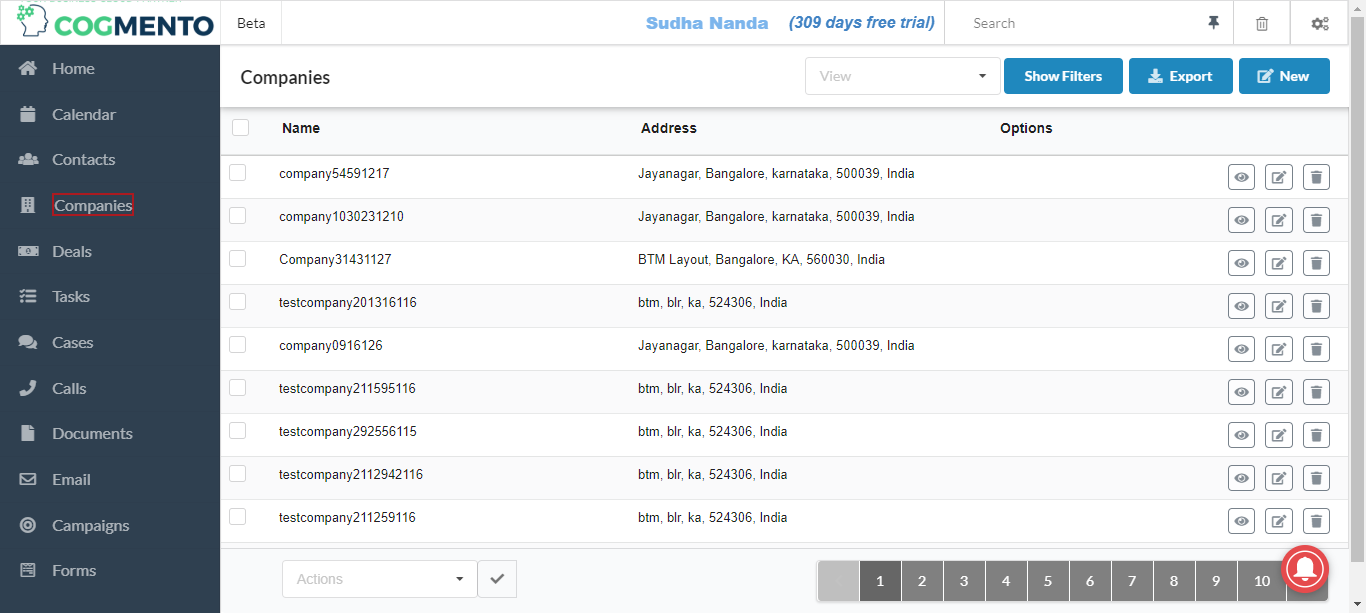 COGMENTO
Beta
Sudha Nanda
(309 days free trial)
Search
Home
Calendar
Contacts
Companies
Deals
Tasks
Cases
Calls
Documents
Email
Campaigns
Forms
Companies
View
Show Filters
Export
New
Name Address Options
company54591217 Jayanagar, Bangalore, karnataka, 500039, India
company1030231210 Jayanagar, Bangalore, karnataka, 500039, India
Company31431127 BTM Layout, Bangalore, KA, 560030, India
testcompany201316116 btm, blr, ka, 524306, India
company0916126 Jayanagar, Bangalore, karnataka, 500039, India
testcompany211595116 btm, blr, ka, 524306, India
testcompany292556115 btm, blr, ka, 524306, India
testcompany2112942116 btm, blr, ka, 524306, India
testcompany211259116 btm, blr, ka, 524306, India
Actions
1 2 3 4 5 6 7 8 9 10